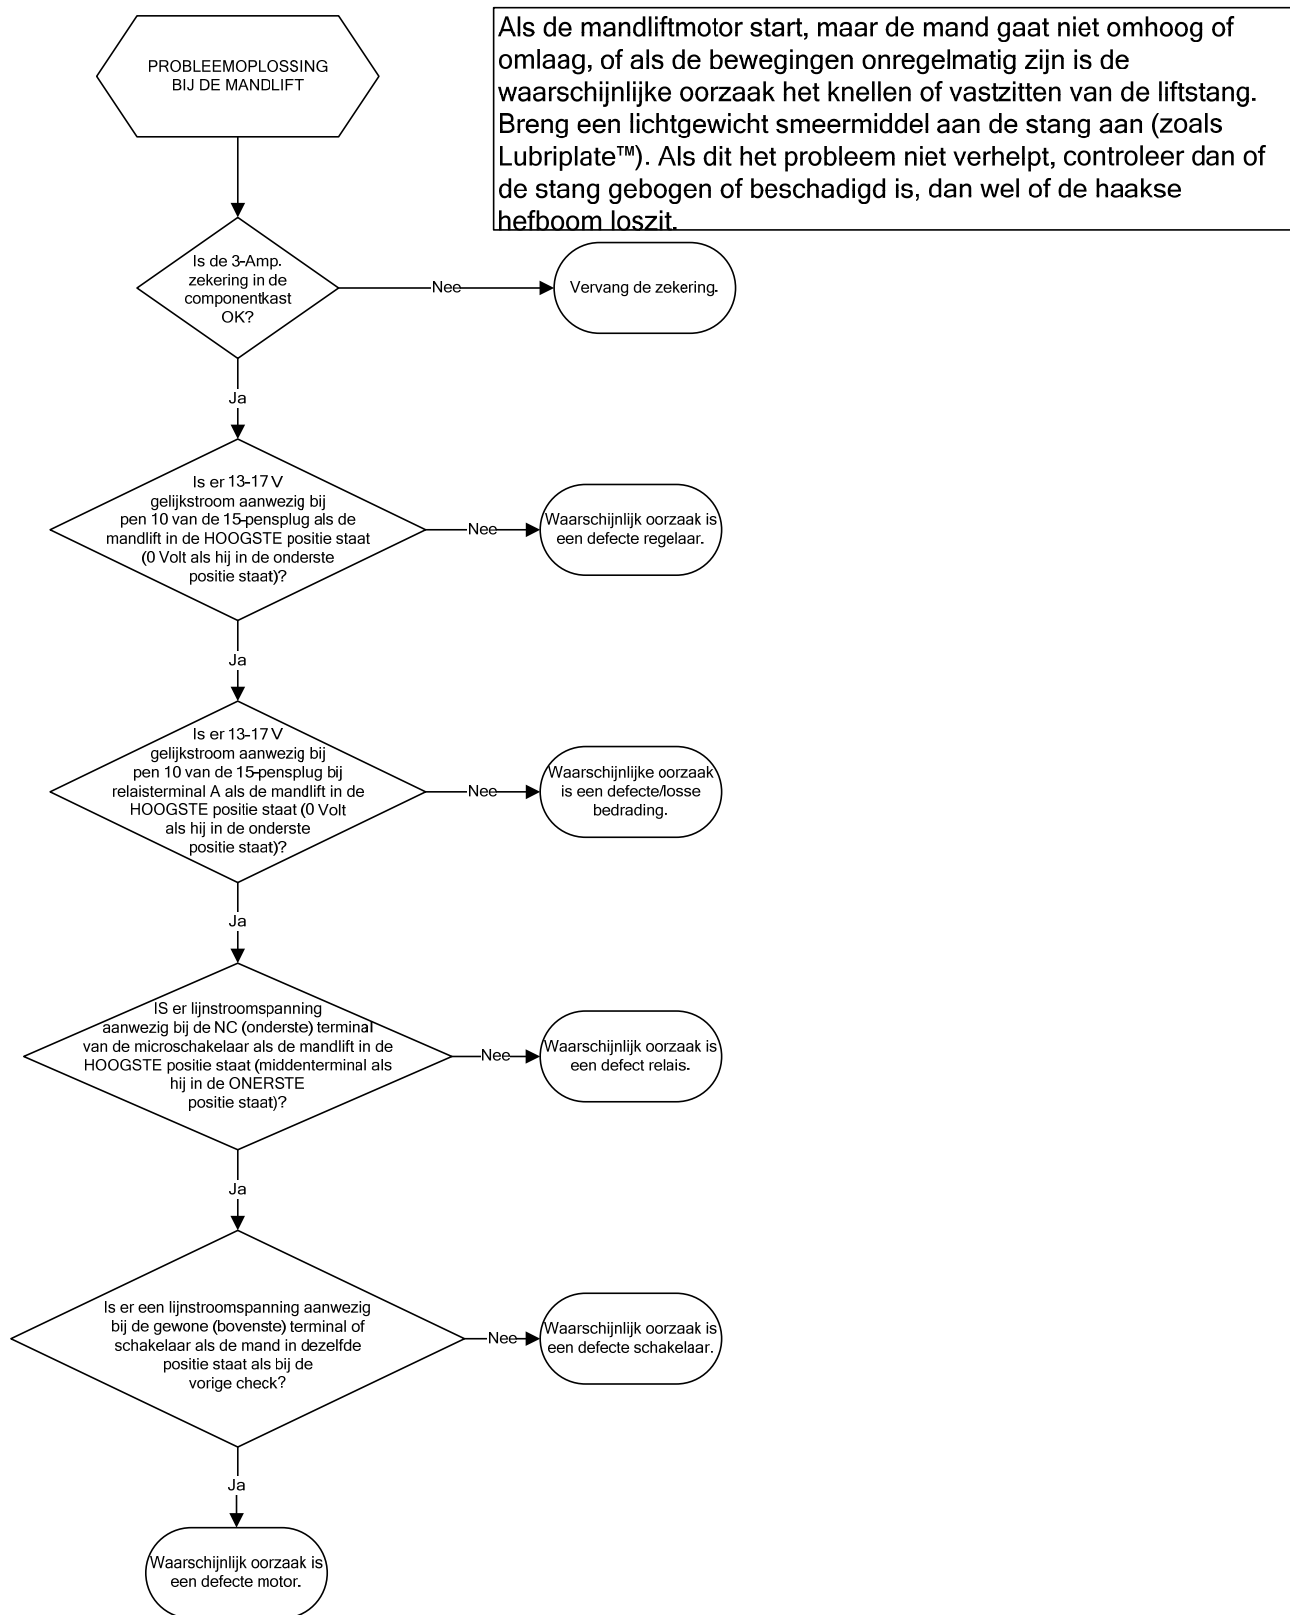 PROBLEEMOPLOSSING
BIJ DE MANDLIFT
Als de mandliftmotor start, maar de mand gaat niet omhoog of
omlaag, of als de bewegingen onregelmatig zijn is de
waarschijnlijke oorzaak het knellen of vastzitten van de liftstang.
Breng een lichtgewicht smeermiddel aan de stang aan (zoals
Lubriplate™). Als dit het probleem niet verhelpt, controleer dan of
de stang gebogen of beschadigd is, dan wel of de haakse
hefboom loszit.
Is de 3-Amp.
zekering in de
componentkast
OK?
Nee
Vervang de zekering.
Ja
Is er 13-17 V
gelijkstroom aanwezig bij
pen 10 van de 15-pensplug als de
mandlift in de HOOGSTE positie staat
(0 Volt als hij in de onderste
positie staat)?
Nee
Waarschijnlijk oorzaak is
een defecte regelaar.
Ja
Is er 13-17 V
gelijkstroom aanwezig bij
pen 10 van de 15-pensplug bij
relaisterminal A als de mandlift in de
HOOGSTE positie staat (0 Volt
als hij in de onderste
positie staat)?
Nee
Waarschijnlijke oorzaak
is een defecte/losse
bedrading.
Ja
IS er lijnstroomspanning
aanwezig bij de NC (onderste) terminal
van de microschakelaar als de mandlift in de
HOOGSTE positie staat (middenterminal als
hij in de ONERSTE
positie staat)?
Nee
Waarschijnlijk oorzaak is
een defect relais.
Ja
Is er een lijnstroomspanning aanwezig
bij de gewone (bovenste) terminal of
schakelaar als de mand in dezelfde
positie staat als bij de
vorige check?
Nee
Waarschijnlijk oorzaak is
een defecte schakelaar.
Ja
Waarschijnlijk oorzaak is
een defecte motor.